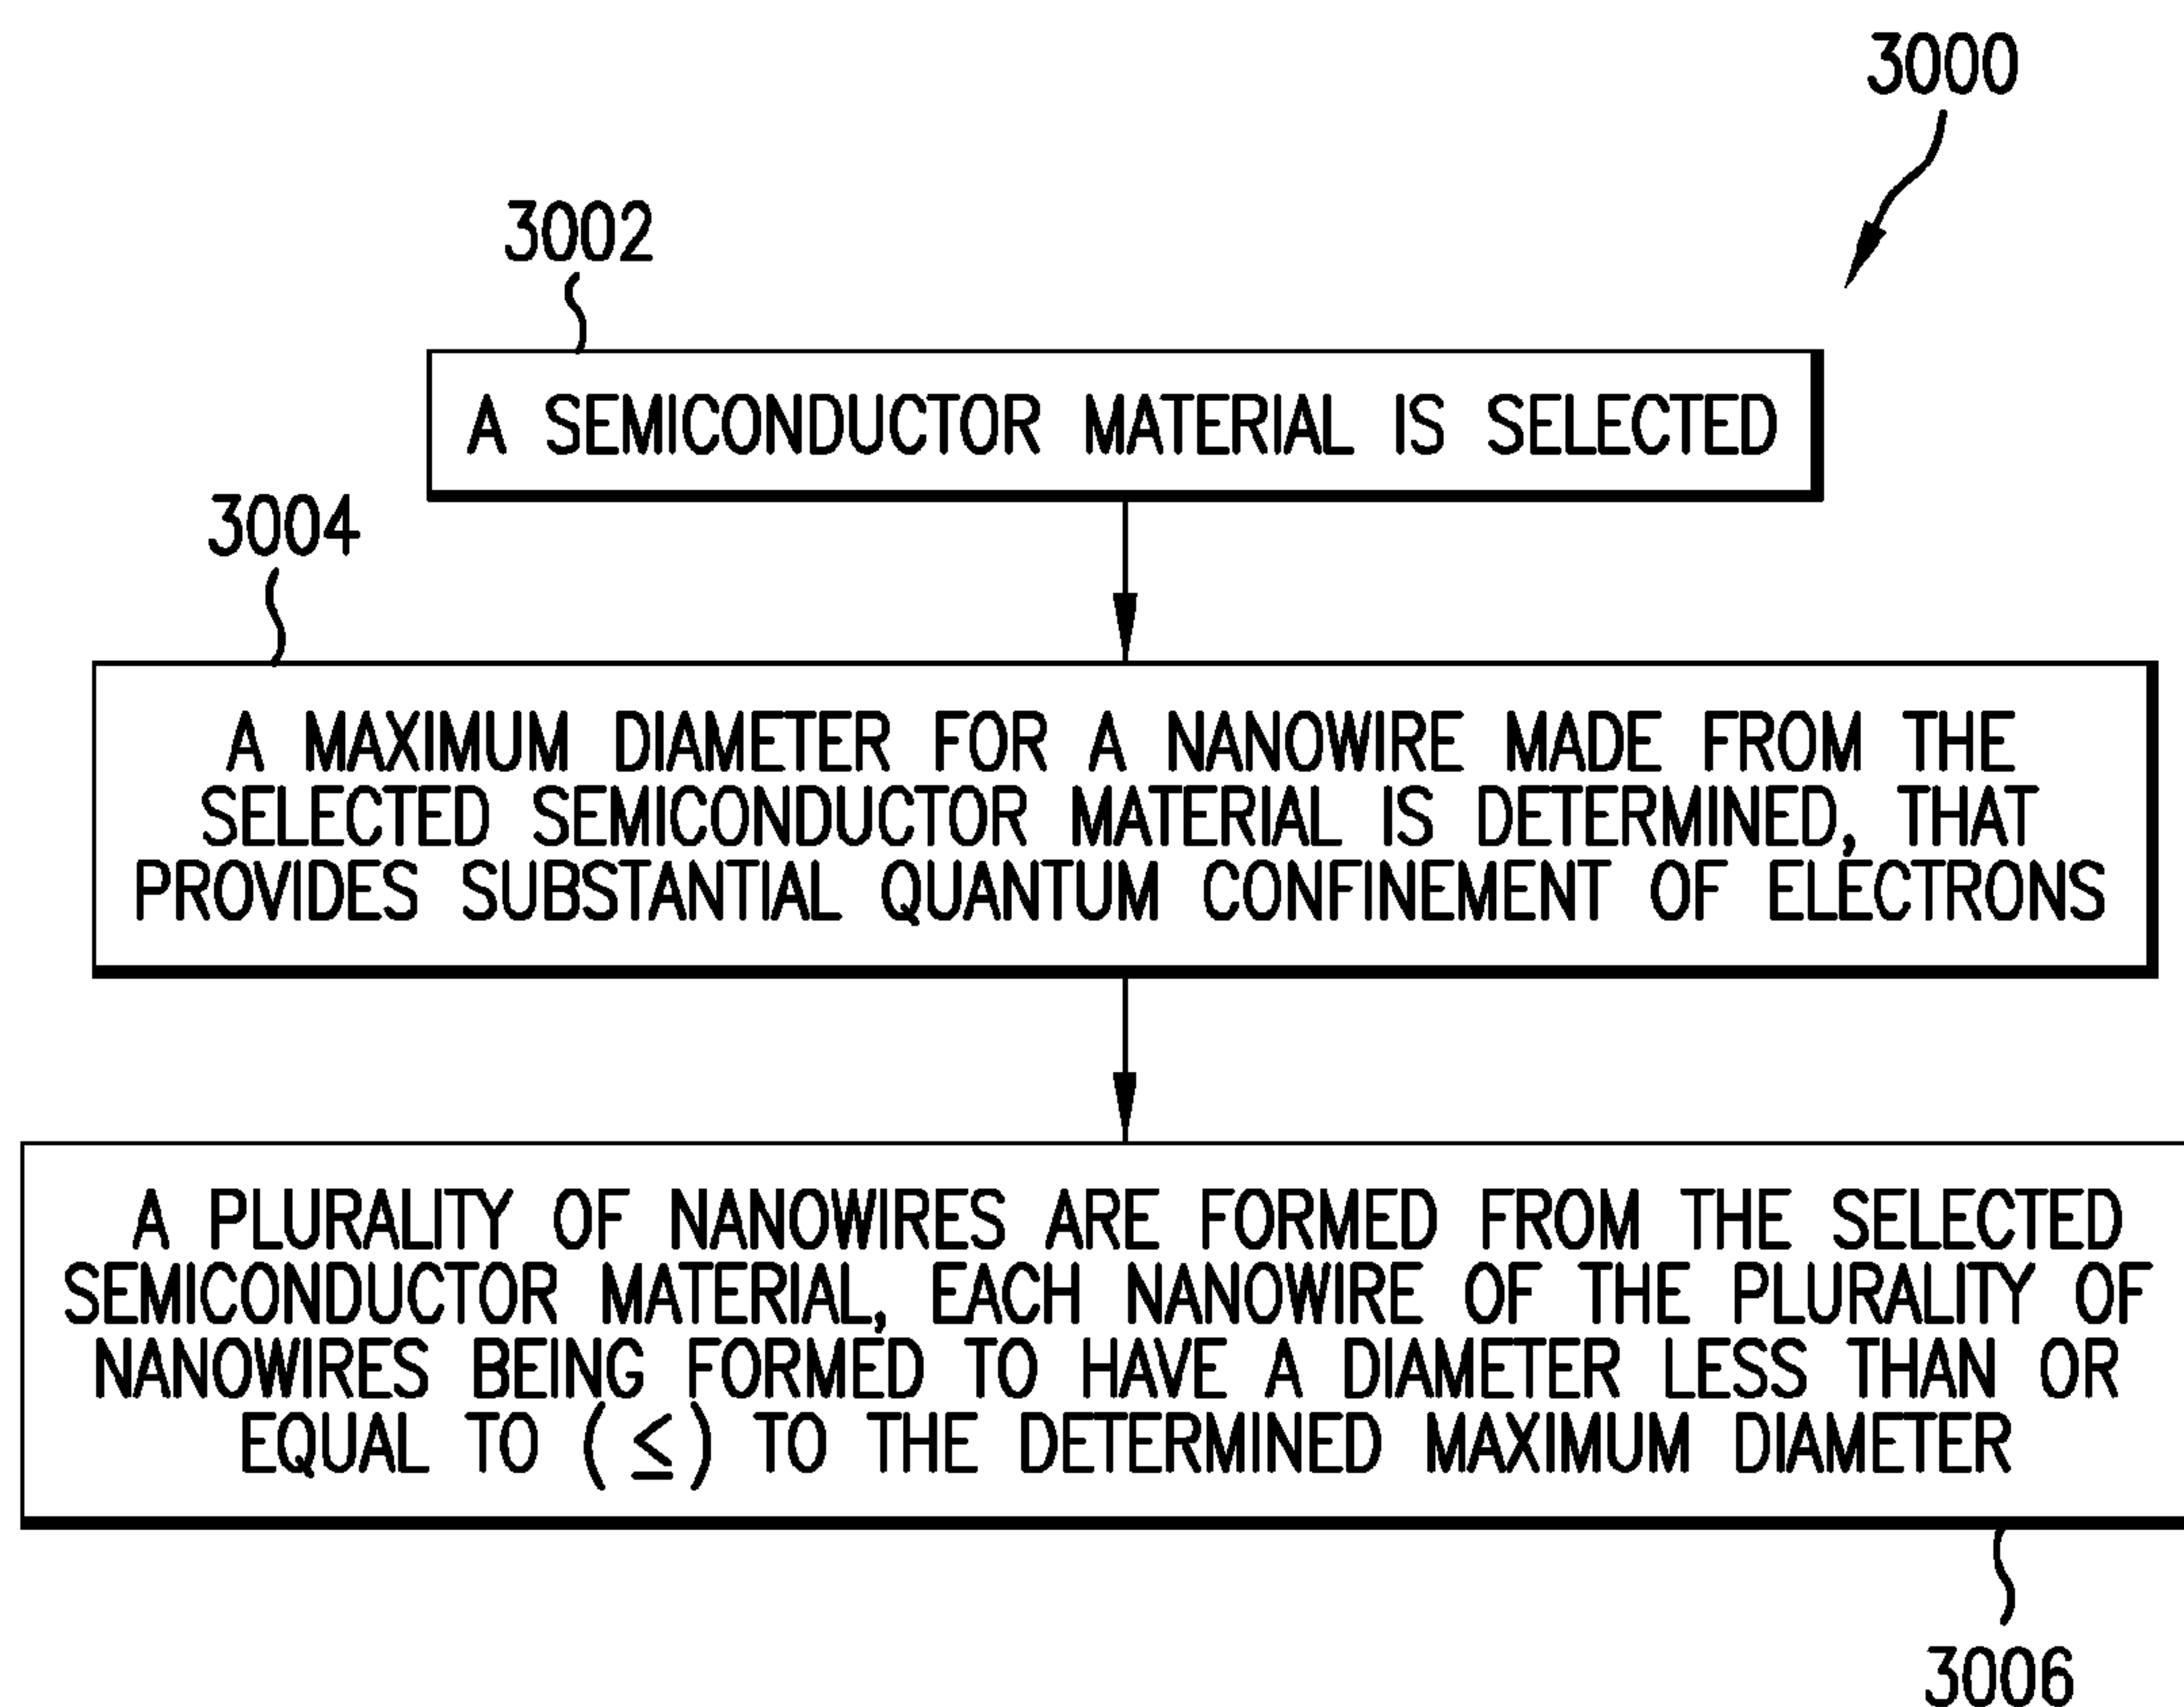 3000
3002
A SEMICONDUCTOR MATERIAL IS SELECTED
3004
A MAXIMUM DIAMETER FOR A NANOWIRE MADE FROM THE
SELECTED SEMICONDUCTOR MATERIAL IS DETERMINED, THAT
PROVIDES SUBSTANTIAL QUANTUM CONFINEMENT OF ELECTRONS
A PLURALITY OF NANOWIRES ARE FORMED FROM THE SELECTED
SEMICONDUCTOR MATERIAL, EACH NANOWIRE OF THE PLURALITY OF
NANOWIRES BEING FORMED TO HAVE A DIAMETER LESS THAN OR
EQUAL TO (≤) TO THE DETERMINED MAXIMUM DIAMETER
3006